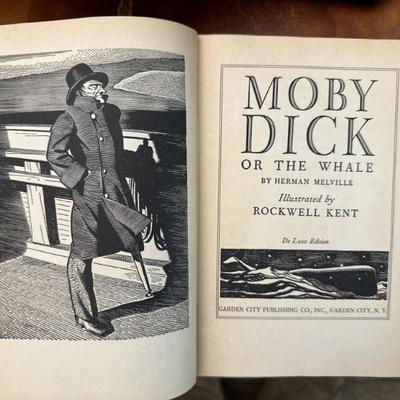 MOBY
DICK
OR THE WHALE
BY HERMAN MELVILLE
Illustrated by
ROCKWELL KENT
De Luxe Edition
GARDEN CITY PUBLISHING CO., INC., GARDEN CITY, N. Y.